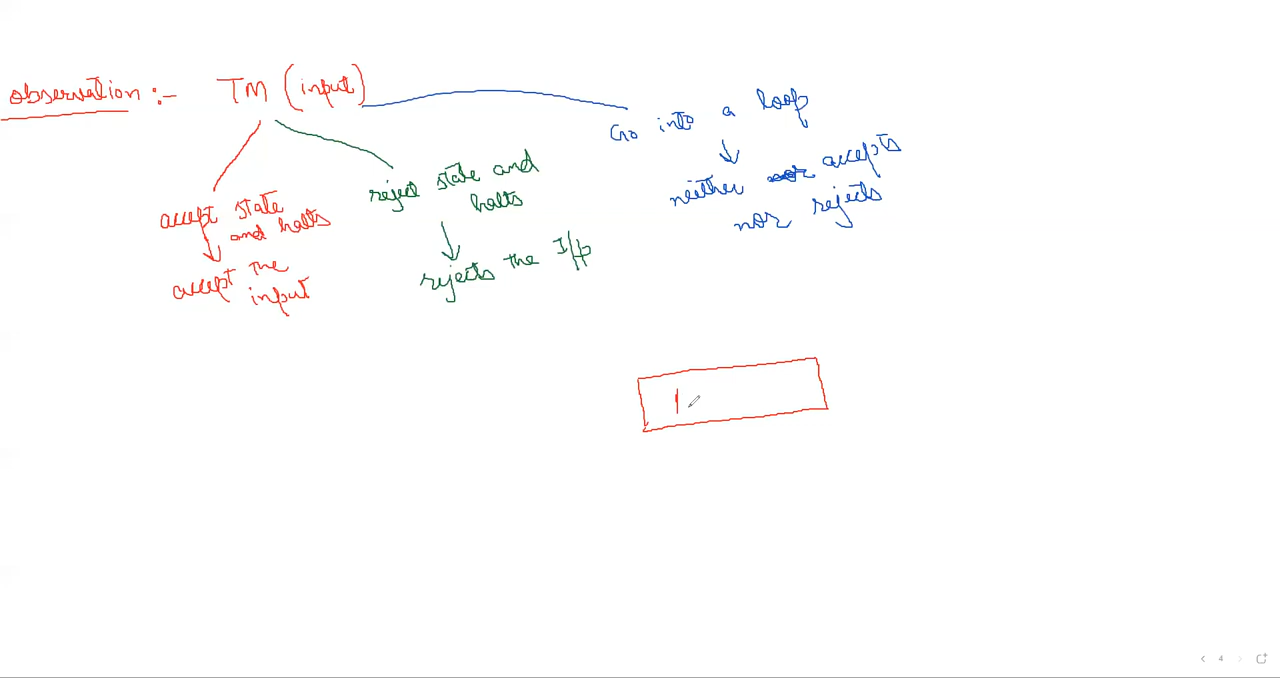 observation :- TM (input)
accept state
and halts
accept the
input
reject state and
halts
rejects the I/p
Go into a loop
neither accepts
nor rejects
4